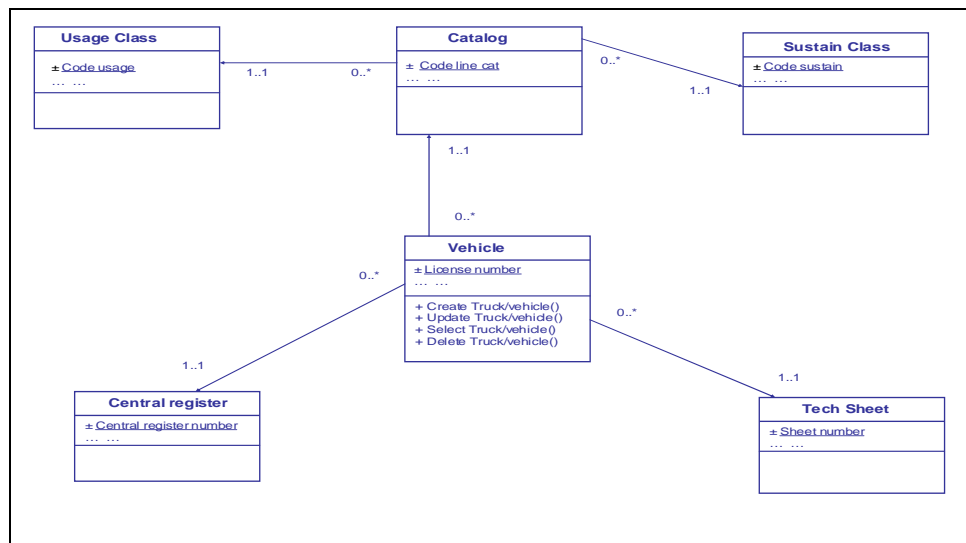 Usage Class
± Code usage
... ...
1..1
0..*
Catalog
± Code line cat
... ...
0..*
1..1
Sustain Class
± Code sustain
... ...
1..1
0..*
Vehicle
± License number
... ...
+ Create Truck/vehicle()
+ Update Truck/vehicle()
+ Select Truck/vehicle()
+ Delete Truck/vehicle()
0..*
1..1
0..*
1..1
Central register
± Central register number
... ...
Tech Sheet
± Sheet number
... ...